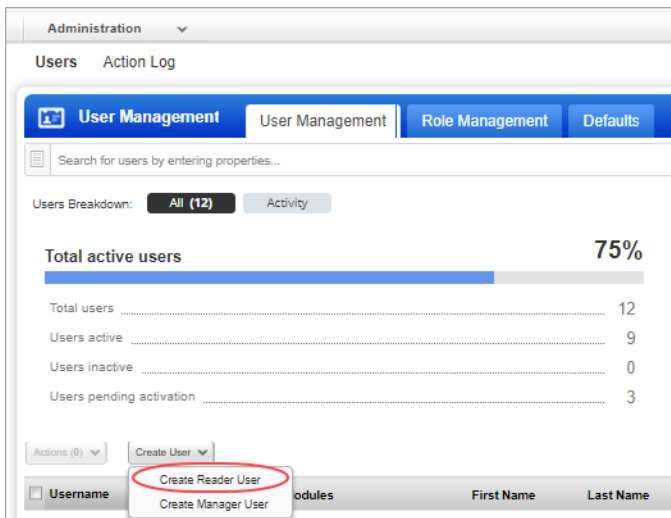 Administration
Users Action Log
User Management User Management Role Management Defaults
Search for users by entering properties...
Users Breakdown: All (12) Activity
Total active users 75%
Total users 12
Users active 9
Users inactive 0
Users pending activation 3
Actions (0) Create User
Create Reader User
Username odules First Name Last Name
Create Manager User